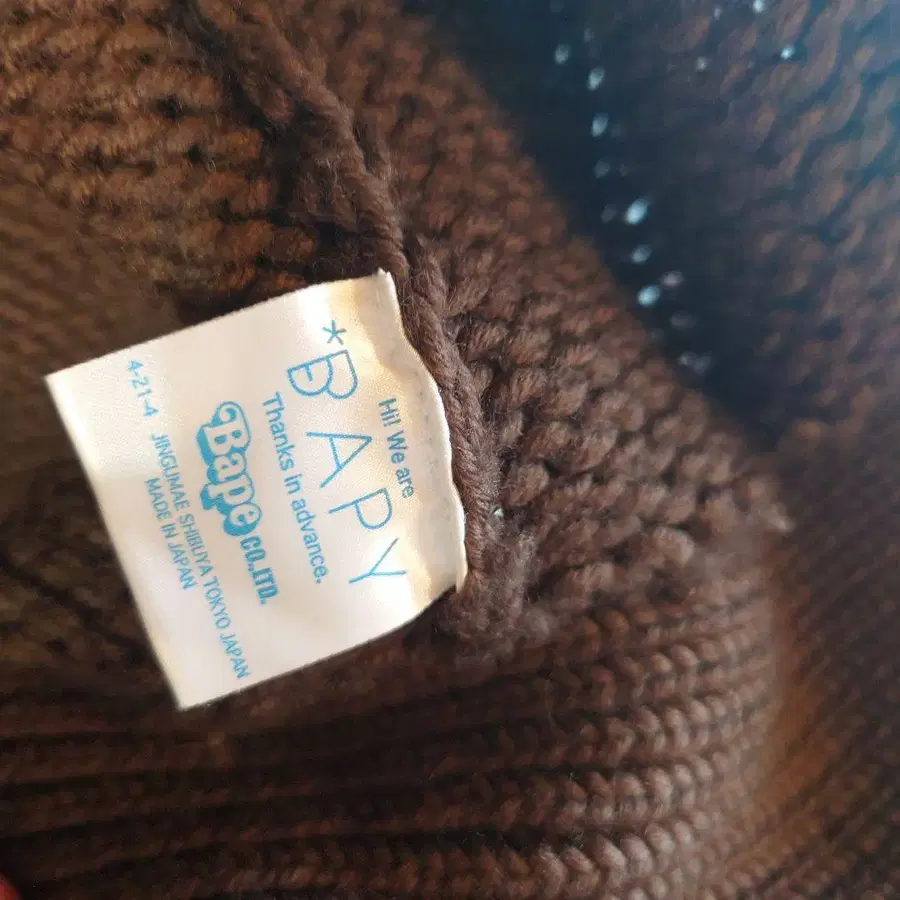 Hi! We are
*BAPY
Thanks in advance.
Bape CO.,LTD.
4-21-4 JINGUMAE SHIBUYA TOKYO JAPAN
MADE IN JAPAN